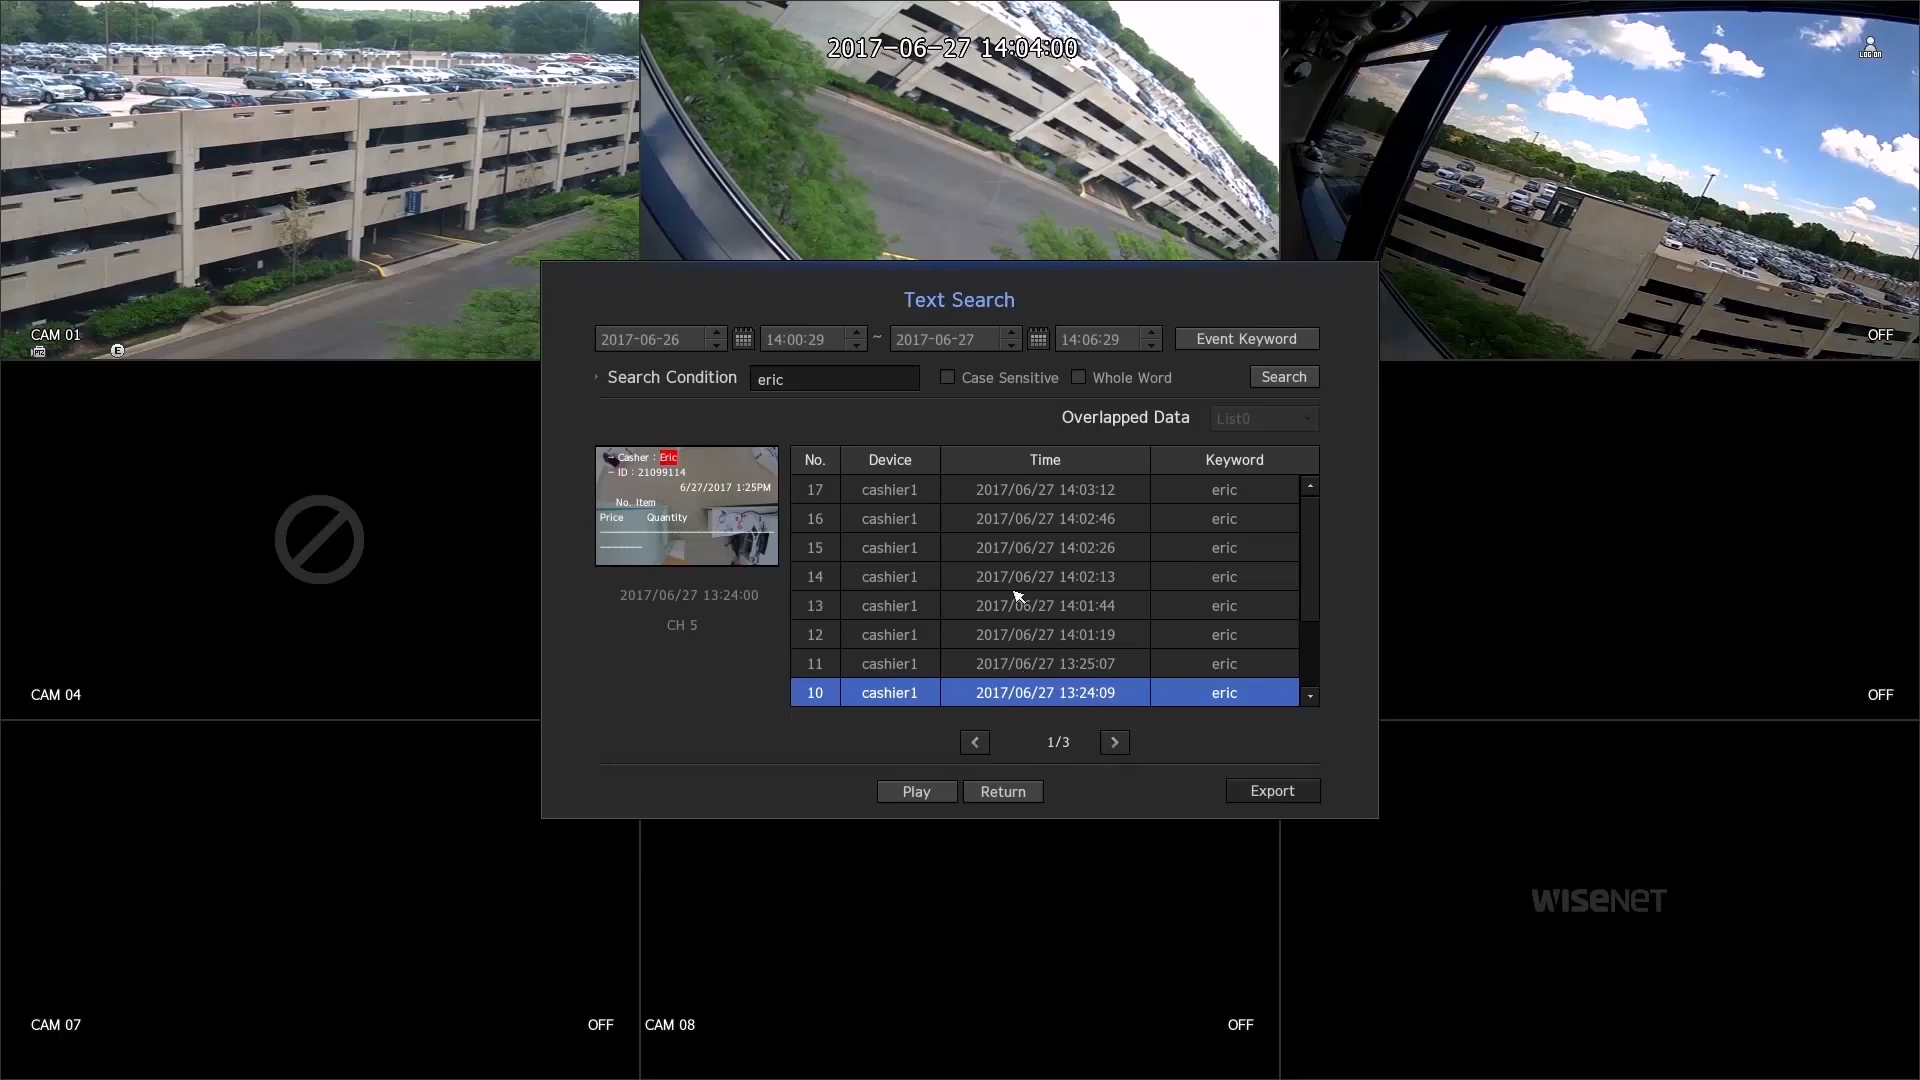 2017-06-27 14:04:00
LOG ON
CAM 01
PTZ
E
OFF
Text Search
2017-06-26 14:00:29 ~ 2017-06-27 14:06:29 Event Keyword
Search Condition eric Case Sensitive Whole Word Search
Overlapped Data List0
- Casher : Eric
- ID : 21099114
6/27/2017 1:25PM
No. Item
Price Quantity
2017/06/27 13:24:00
CH 5
No. Device Time Keyword
17 cashier1 2017/06/27 14:03:12 eric
16 cashier1 2017/06/27 14:02:46 eric
15 cashier1 2017/06/27 14:02:26 eric
14 cashier1 2017/06/27 14:02:13 eric
13 cashier1 2017/06/27 14:01:44 eric
12 cashier1 2017/06/27 14:01:19 eric
11 cashier1 2017/06/27 13:25:07 eric
10 cashier1 2017/06/27 13:24:09 eric
1/3
Play Return Export
CAM 04
OFF
WISENET
CAM 07 OFF
CAM 08 OFF